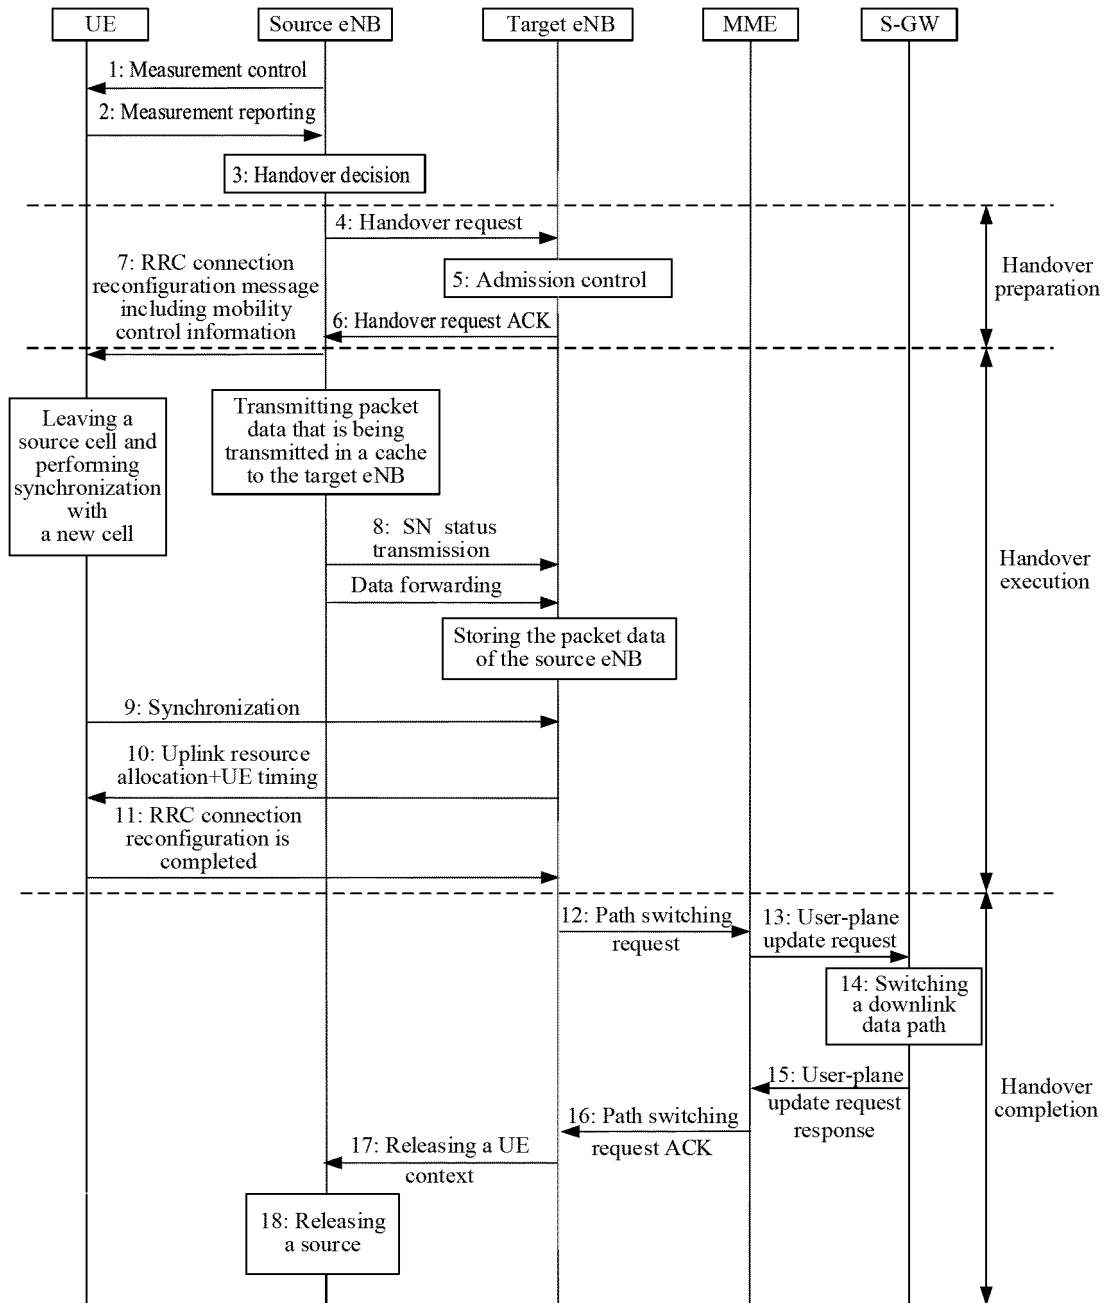 UE
Source eNB
Target eNB
MME
S-GW
1: Measurement control
2: Measurement reporting
3: Handover decision
4: Handover request
7: RRC connection
reconfiguration message
including mobility
control information
5: Admission control
6: Handover request ACK
Handover
preparation
Leaving a
source cell and
performing
synchronization
with
a new cell
Transmitting packet
data that is being
transmitted in a cache
to the target eNB
8: SN status
transmission
Data forwarding
Storing the packet data
of the source eNB
Handover
execution
9: Synchronization
10: Uplink resource
allocation+UE timing
11: RRC connection
reconfiguration is
completed
12: Path switching
request
13: User-plane
update request
14: Switching
a downlink
data path
15: User-plane
update request
response
16: Path switching
request ACK
17: Releasing a UE
context
18: Releasing
a source
Handover
completion